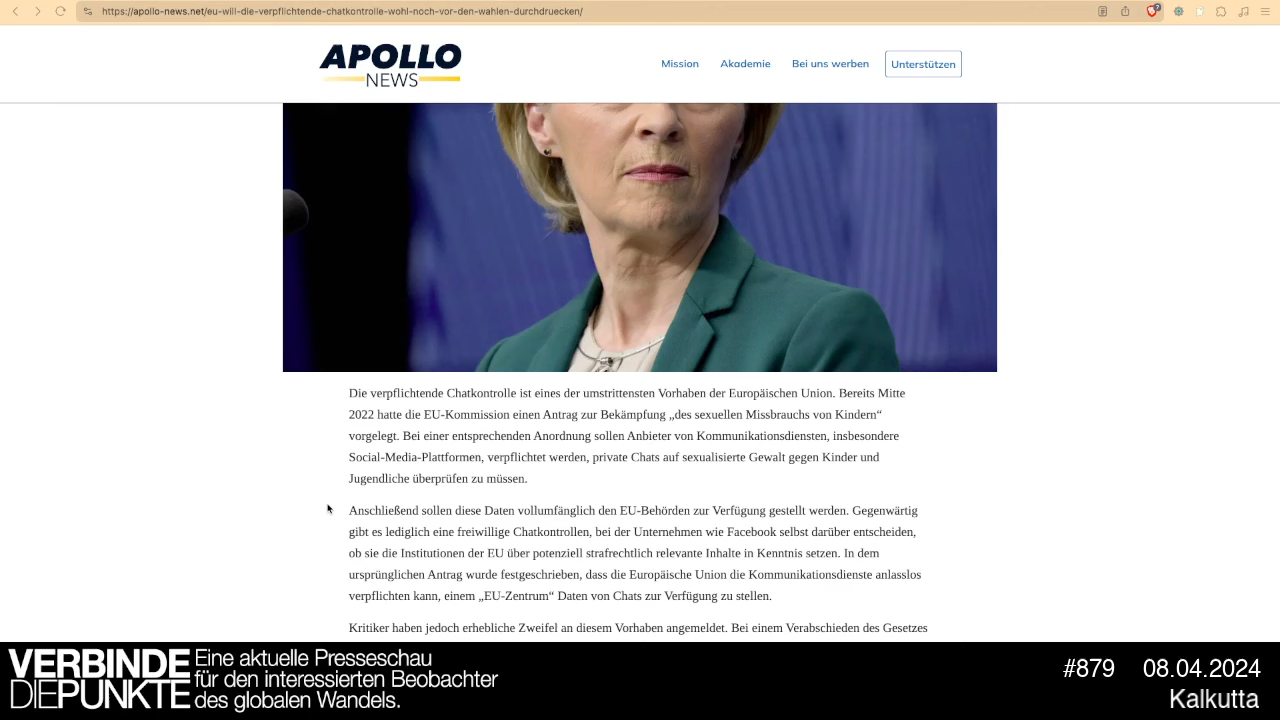 https://apollo-news.net/eu-will-die-verpflichtende-chatkontrolle-wohl-noch-vor-den-wahlen-durchdruecken/
APOLLO
NEWS
Mission
Akademie
Bei uns werben
Unterstützen
Die verpflichtende Chatkontrolle ist eines der umstrittensten Vorhaben der Europäischen Union. Bereits Mitte
2022 hatte die EU-Kommission einen Antrag zur Bekämpfung „des sexuellen Missbrauchs von Kindern“
vorgelegt. Bei einer entsprechenden Anordnung sollen Anbieter von Kommunikationsdiensten, insbesondere
Social-Media-Plattformen, verpflichtet werden, private Chats auf sexualisierte Gewalt gegen Kinder und
Jugendliche überprüfen zu müssen.
Anschließend sollen diese Daten vollumfänglich den EU-Behörden zur Verfügung gestellt werden. Gegenwärtig
gibt es lediglich eine freiwillige Chatkontrollen, bei der Unternehmen wie Facebook selbst darüber entscheiden,
ob sie die Institutionen der EU über potenziell strafrechtlich relevante Inhalte in Kenntnis setzen. In dem
ursprünglichen Antrag wurde festgeschrieben, dass die Europäische Union die Kommunikationsdienste anlasslos
verpflichten kann, einem „EU-Zentrum“ Daten von Chats zur Verfügung zu stellen.
Kritiker haben jedoch erhebliche Zweifel an diesem Vorhaben angemeldet. Bei einem Verabschieden des Gesetzes
VERBINDE
DIEPUNKTE
Eine aktuelle Presseschau
für den interessierten Beobachter
des globalen Wandels.
#879 08.04.2024
Kalkutta